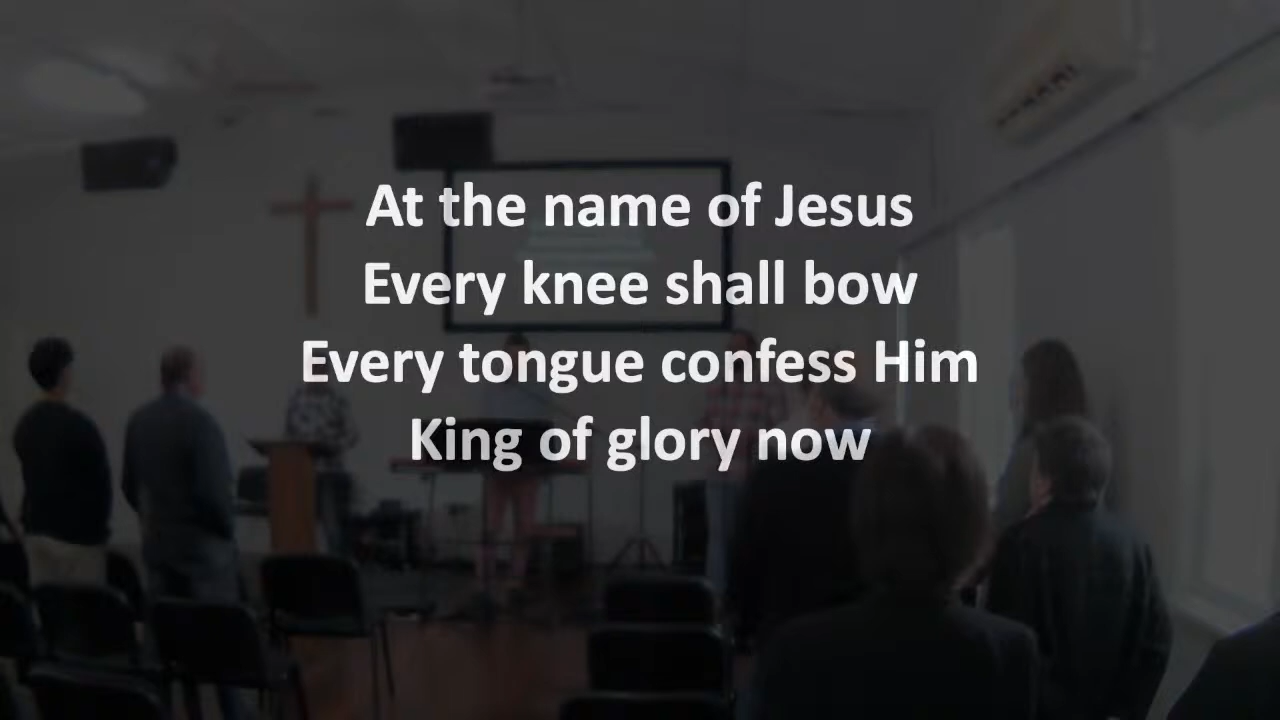 At the name of Jesus
Every knee shall bow
Every tongue confess Him
King of glory now